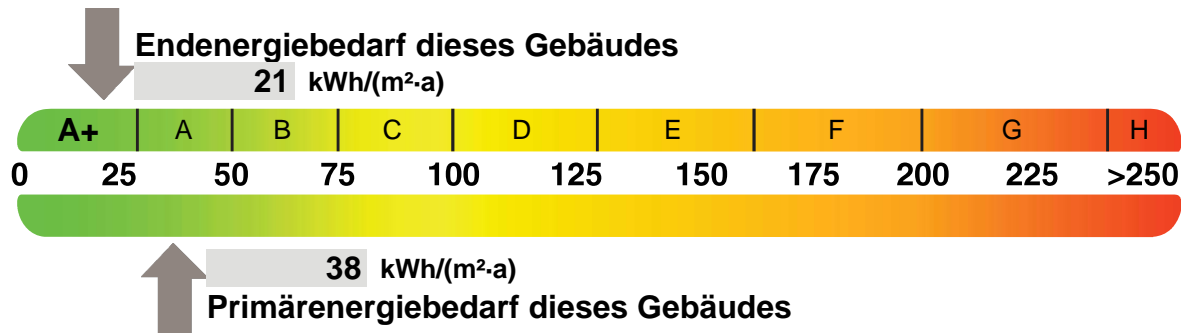 Endenergiebedarf dieses Gebäudes
21 kWh/(m²·a)
A+ A B C D E F G H
0 25 50 75 100 125 150 175 200 225 >250
38 kWh/(m²·a)
Primärenergiebedarf dieses Gebäudes